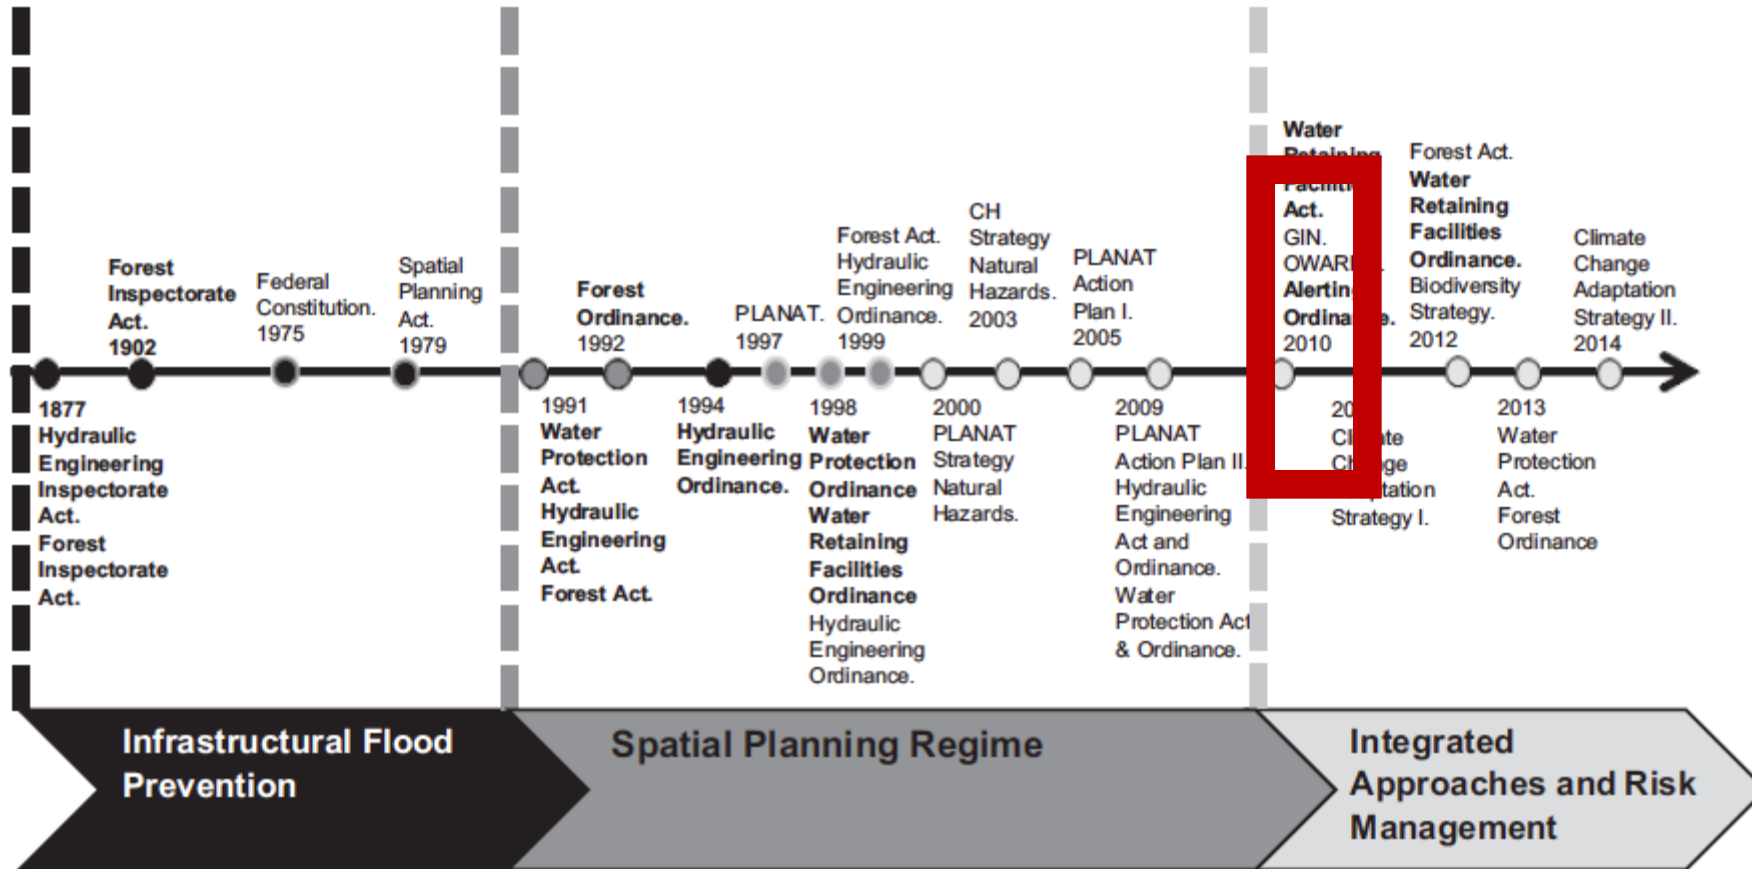 Water
Retaining
Facilities
Act.
GIN.
Alerting
2010
Forest Act.
Water
Retaining
Facilities
Ordinance.
Biodiversity
Strategy.
2012
Climate
Change
Adaptation
Strategy II.
2014
CH
Strategy
Natural
Hazards.
2003
Forest Act.
Hydraulic
Engineering
Ordinance.
1999
PLANAT
Action
Plan I.
2005
Forest
Inspectorate
Act.
1902
Federal
Constitution.
1975
Spatial
Planning
Act.
1979
Forest
Ordinance.
1992
PLANAT.
1997
1877
Hydraulic
Engineering
Inspectorate
Act.
Forest
Inspectorate
Act.
1991
Water
Protection
Act.
Hydraulic
Engineering
Act.
Forest Act.
1994
Hydraulic
Engineering
Ordinance.
1998
Water
Protection
Ordinance
Water
Retaining
Facilities
Ordinance
Hydraulic
Engineering
Ordinance.
2000
PLANAT
Strategy
Natural
Hazards.
2009
PLANAT
Action Plan II.
Hydraulic
Engineering
Act and
Ordinance.
Water
Protection Act
& Ordinance.
Strategy I.
2013
Water
Protection
Act.
Forest
Ordinance
Infrastructural Flood
Prevention
Spatial Planning Regime
Integrated
Approaches and Risk
Management